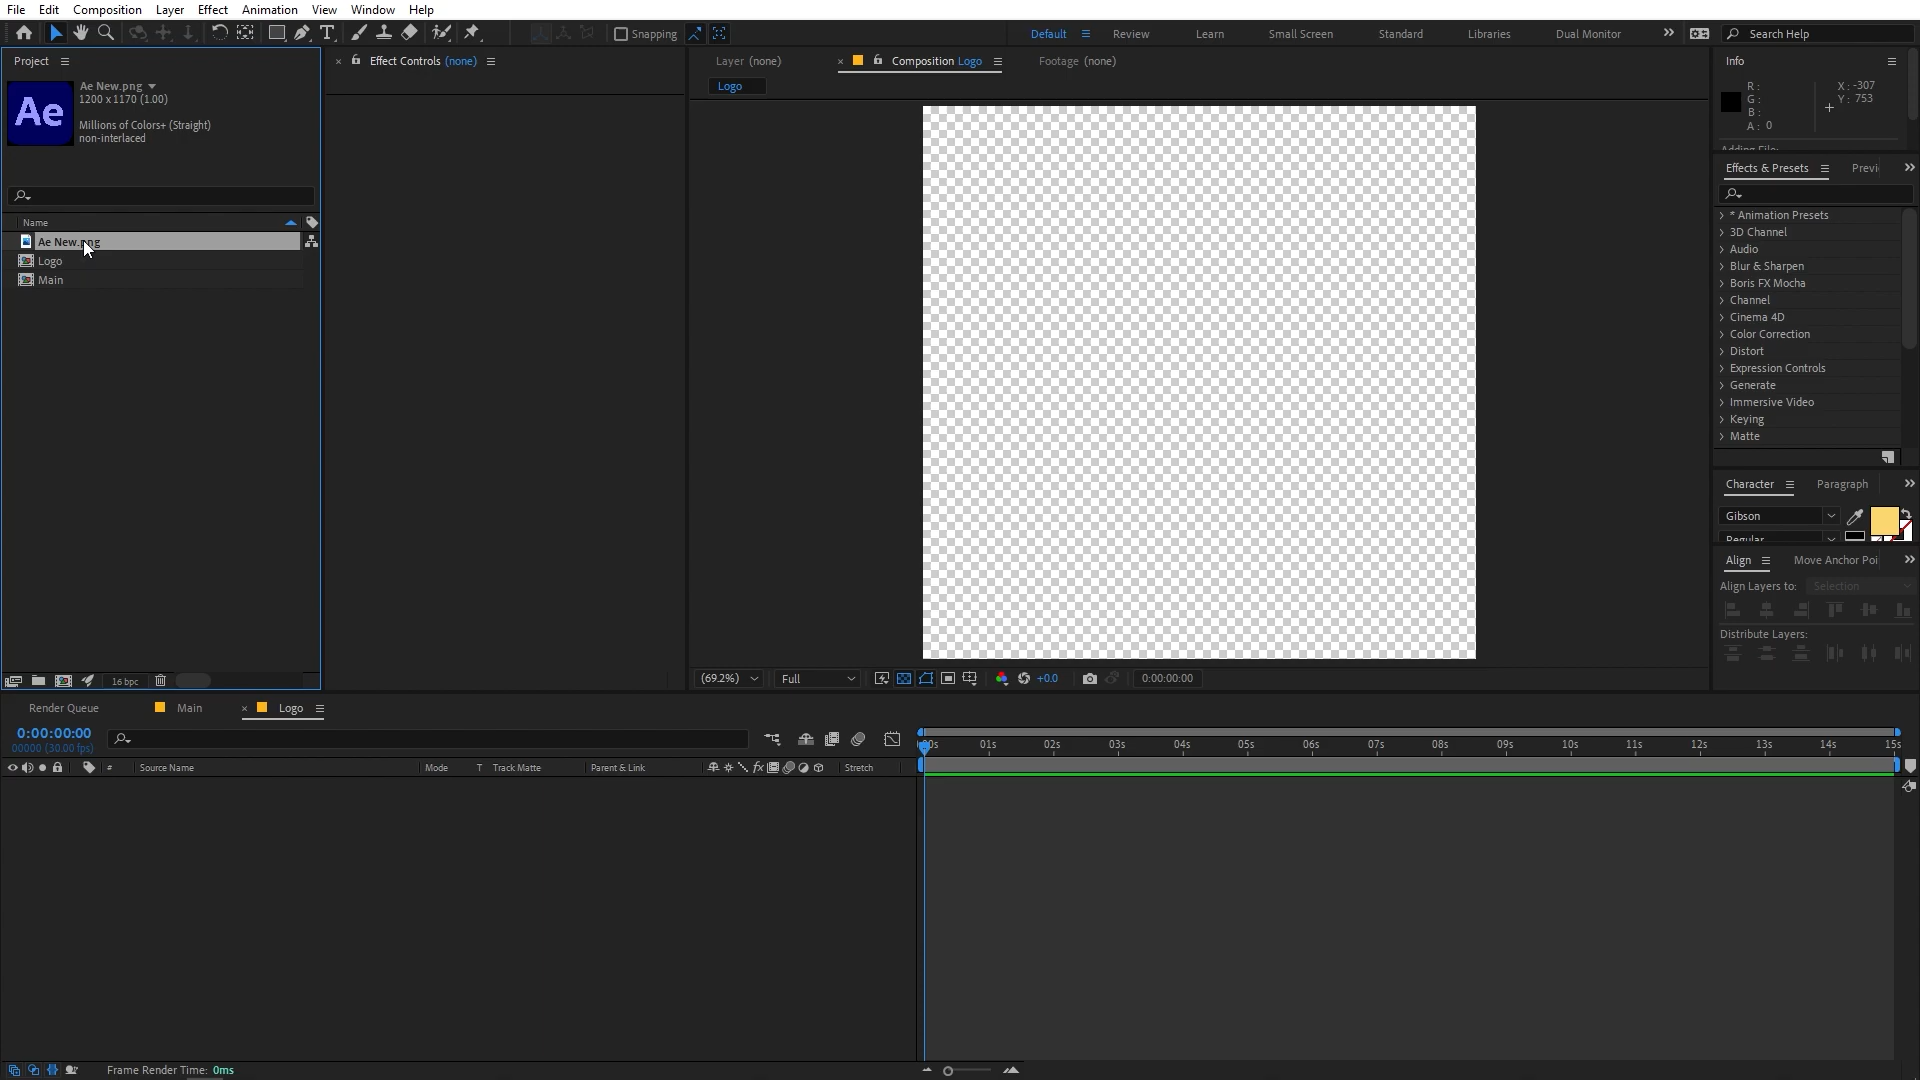 File Edit Composition Layer Effect Animation View Window Help
Snapping Default Review Learn Small Screen Standard Libraries Dual Monitor Search Help
Project
Effect Controls (none)
Layer (none)
Composition Logo
Footage (none)
Info
Logo
Ae
Ae New.png
1200 x 1170 (1.00)
Millions of Colors+ (Straight)
non-interlaced
R :
G :
B :
A : 0
X : -307
Y : 753
Adding File:
Effects & Presets
Previ
Name
Ae New.png
Logo
Main
* Animation Presets
3D Channel
Audio
Blur & Sharpen
Boris FX Mocha
Channel
Cinema 4D
Color Correction
Distort
Expression Controls
Generate
Immersive Video
Keying
Matte
Character Paragraph
Gibson
Regular
Align Move Anchor Poi
Align Layers to: Selection
Distribute Layers:
16 bpc
(69.2%) Full +0.0 0:00:00:00
Render Queue Main Logo
0:00:00:00
00000 (30.00 fps)
00s 01s 02s 03s 04s 05s 06s 07s 08s 09s 10s 11s 12s 13s 14s 15s
# Source Name Mode T Track Matte Parent & Link fx Stretch
Frame Render Time: 0ms